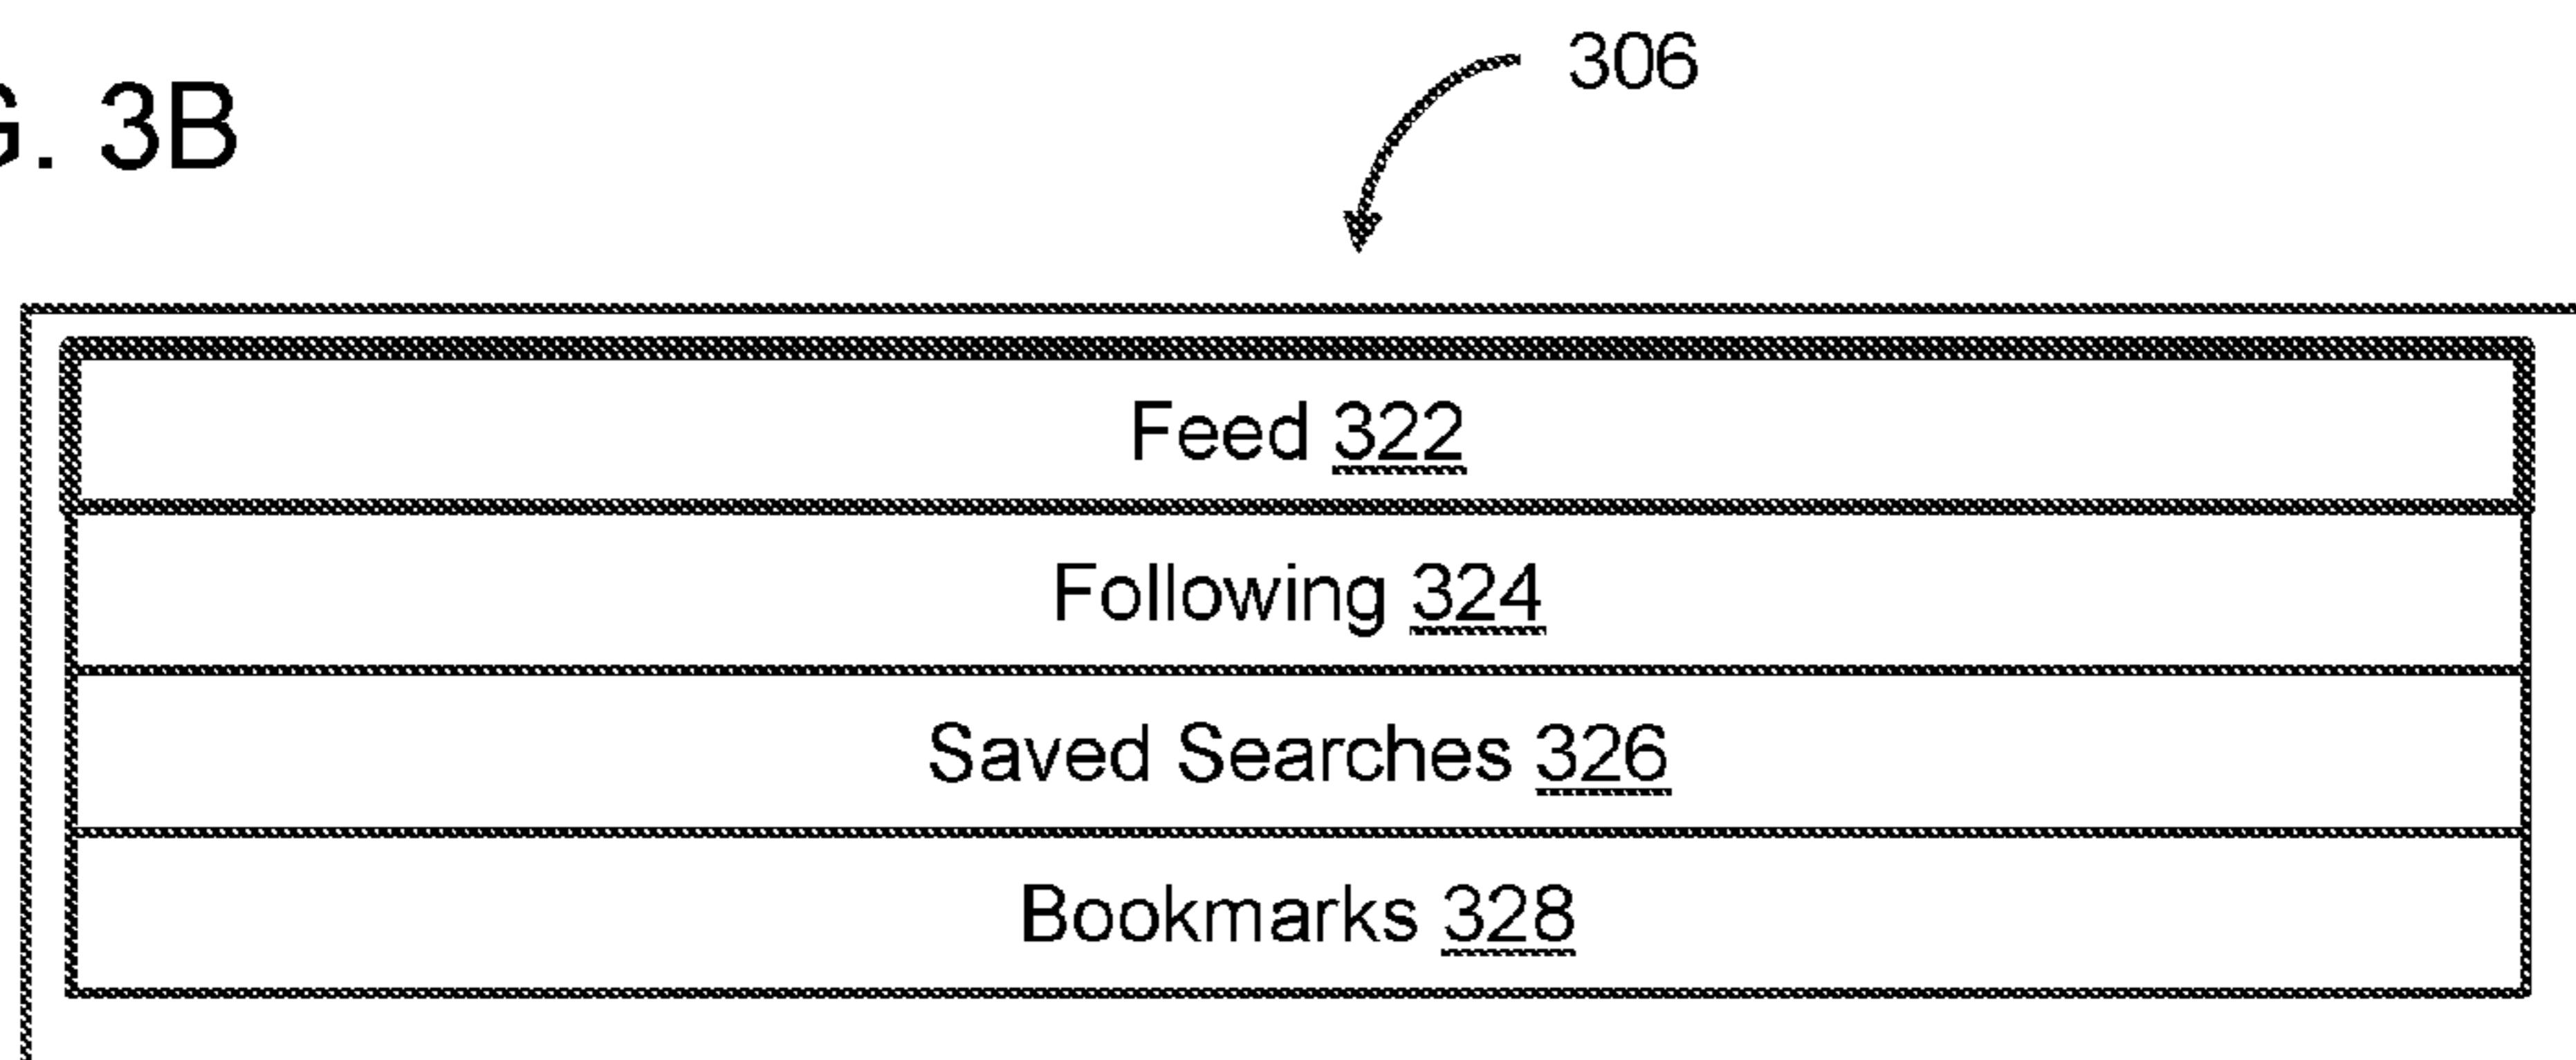 306
G. 3B
Feed 322
Following 324
Saved Searches 326
Bookmarks 328